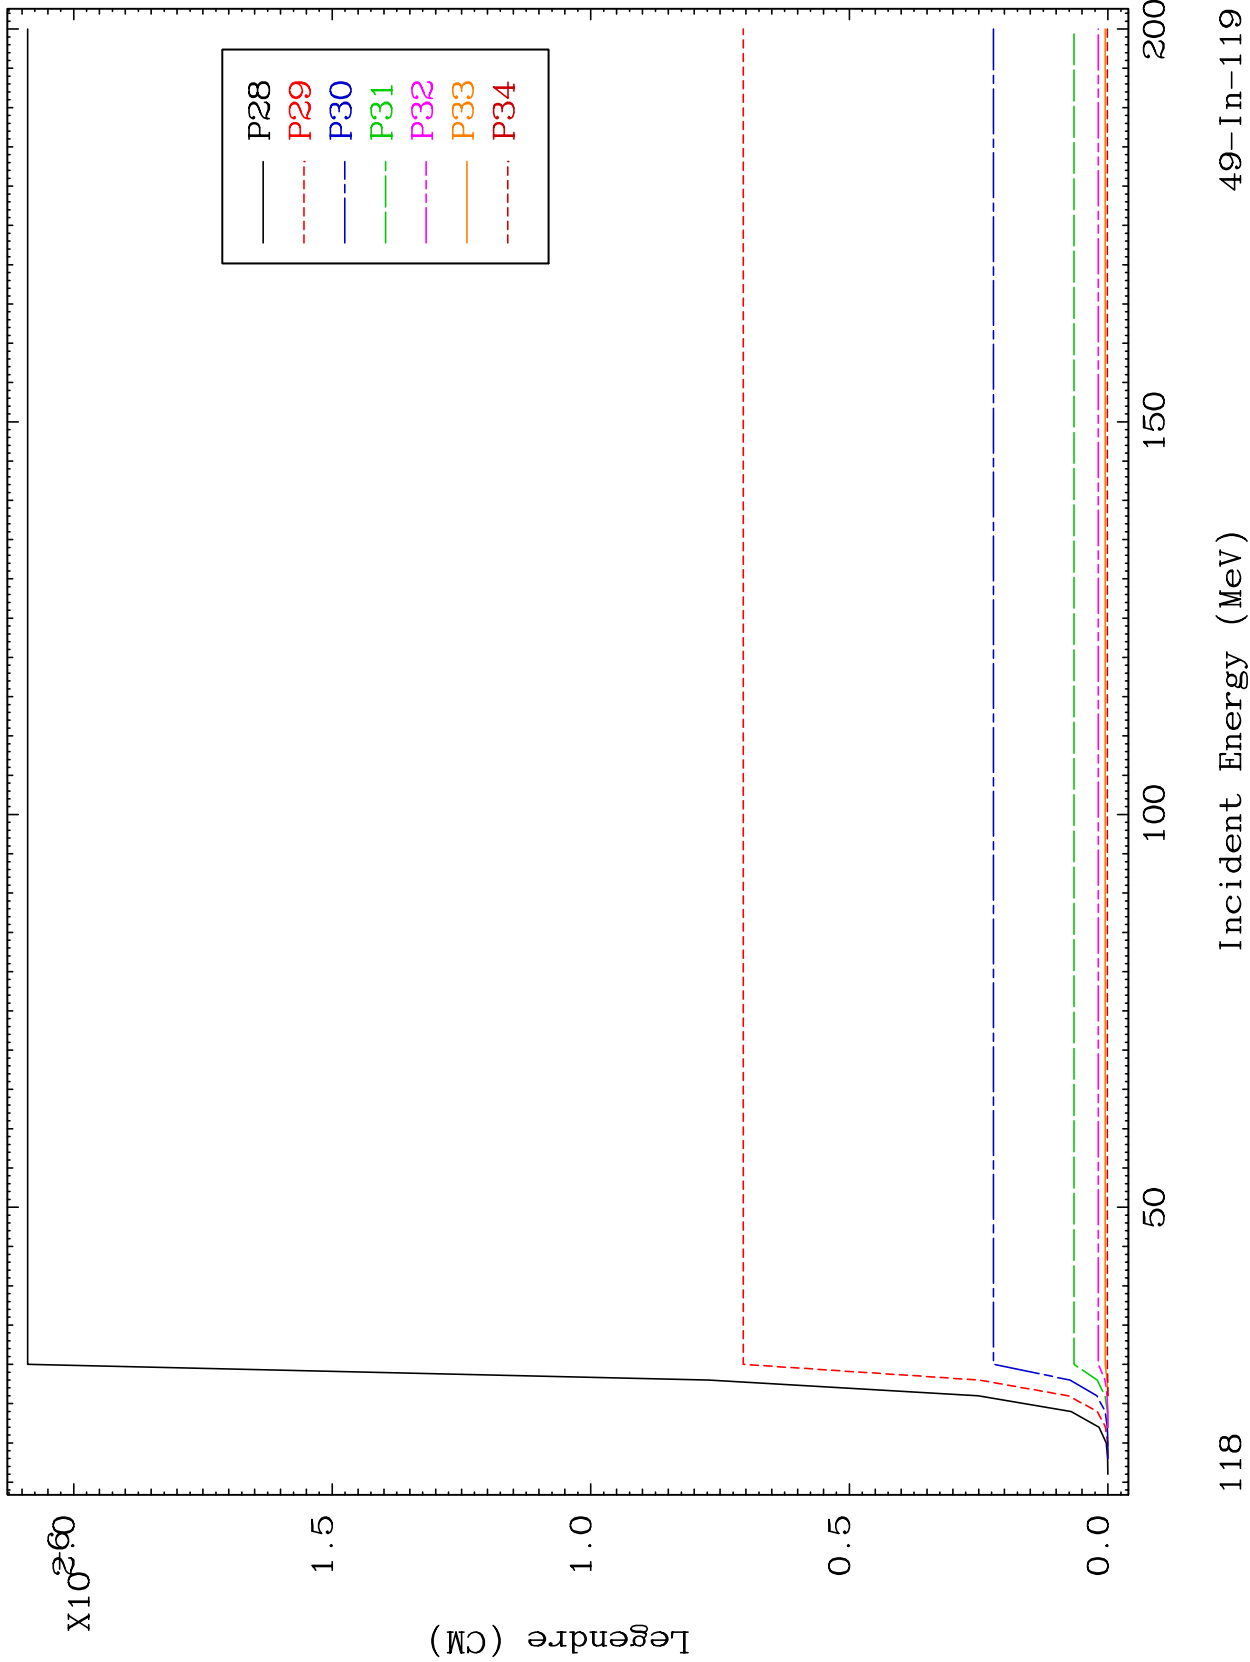 X10-6
2.0
1.5
1.0
0.5
0.0
Legendre (CM)
P28
P29
P30
P31
P32
P33
P34
50
100
150
200
Incident Energy (MeV)
118
49-In-119